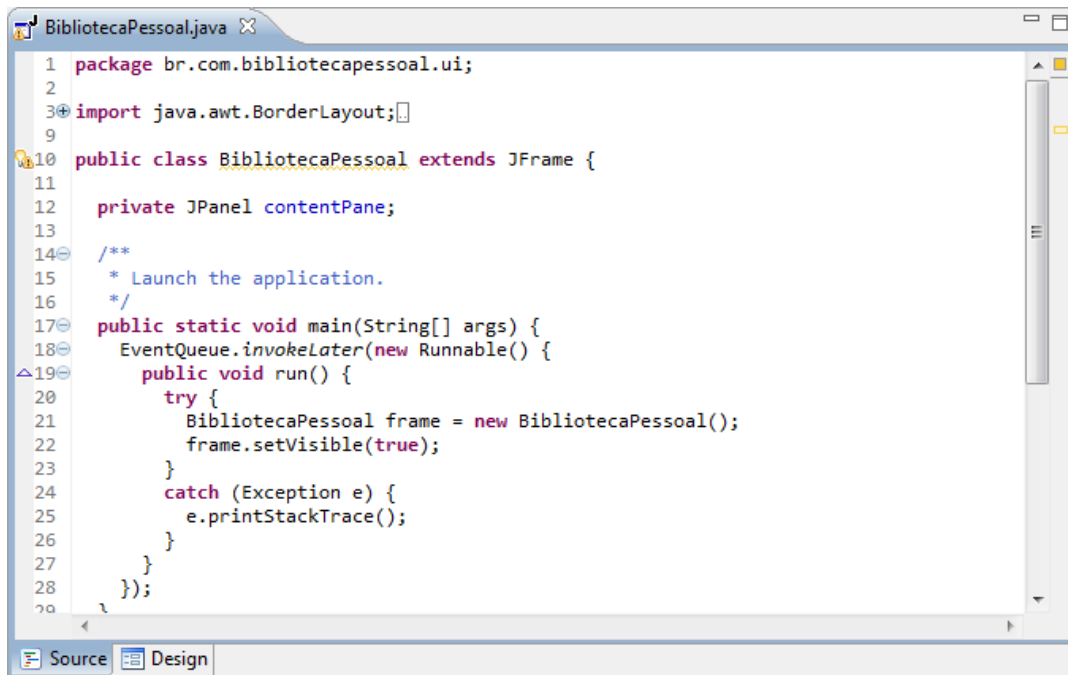 BibliotecaPessoal.java
1 package br.com.bibliotecapessoal.ui;
2
3 import java.awt.BorderLayout;
9
10 public class BibliotecaPessoal extends JFrame {
11
12 private JPanel contentPane;
13
14 /**
15 * Launch the application.
16 */
17 public static void main(String[] args) {
18 EventQueue.invokeLater(new Runnable() {
19 public void run() {
20 try {
21 BibliotecaPessoal frame = new BibliotecaPessoal();
22 frame.setVisible(true);
23 }
24 catch (Exception e) {
25 e.printStackTrace();
26 }
27 }
28 });
29 }
Source Design